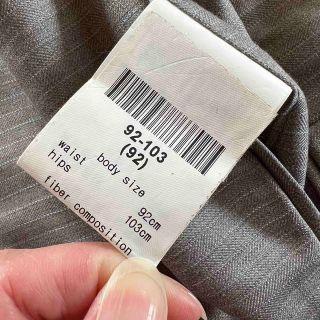 92-103
(92)
body size
waist 92cm
hips 103cm
fiber composition